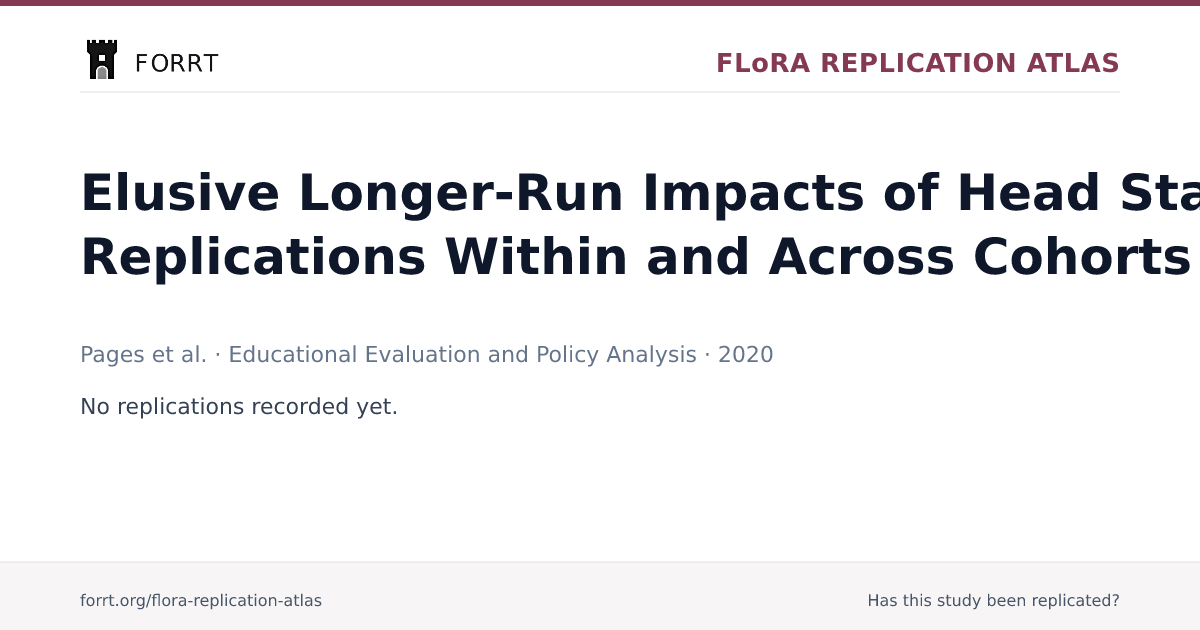 FORRT
FLoRA REPLICATION ATLAS
Elusive Longer-Run Impacts of Head
Replications Within and Across Cohorts
Pages et al. · Educational Evaluation and Policy Analysis · 2020
No replications recorded yet.
forrt.org/flora-replication-atlas
Has this study been replicated?